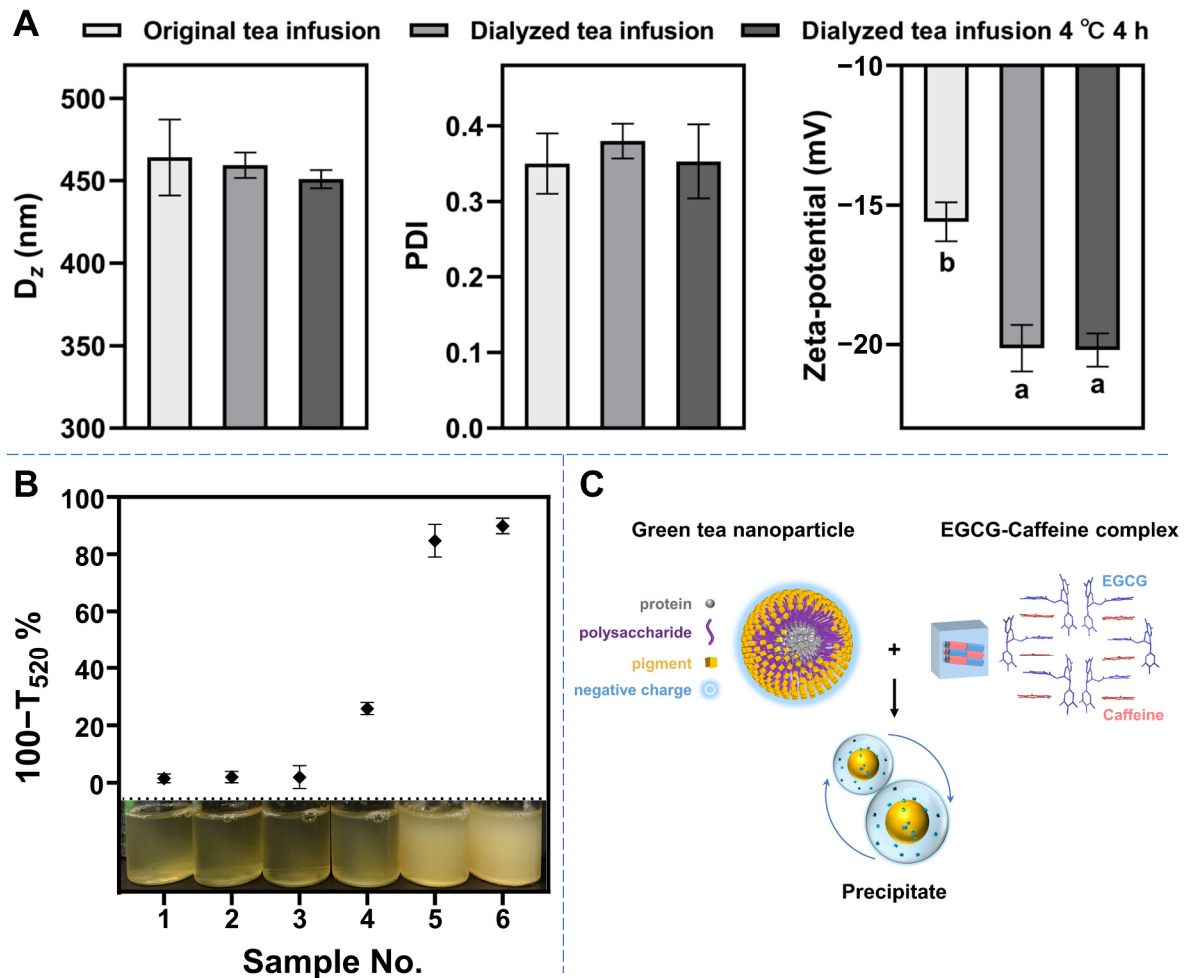 A
Original tea infusion
Dialyzed tea infusion
Dialyzed tea infusion 4 ℃ 4 h
D_z (nm)
500
450
400
350
300
PDI
0.4
0.3
0.2
0.1
0.0
Zeta-potential (mV)
−10
−15
−20
b
a
a
B
100−T_520 %
100
80
60
40
20
0
1 2 3 4 5 6
Sample No.
C
Green tea nanoparticle
EGCG-Caffeine complex
protein
polysaccharide
pigment
negative charge
+
EGCG
Caffeine
Precipitate